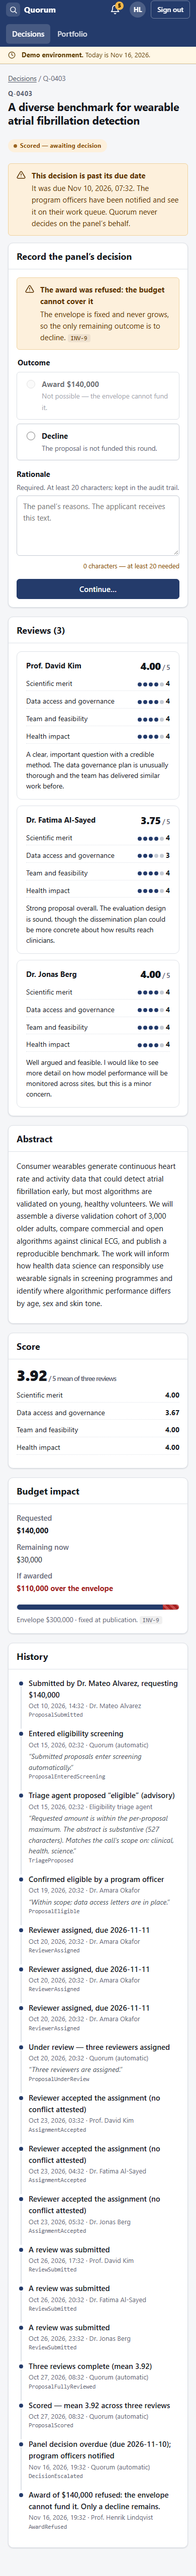 Quorum
8
HL
Sign out
Decisions
Portfolio
Demo environment. Today is Nov 16, 2026.
Decisions / Q-0403
Q-0403
A diverse benchmark for wearable
atrial fibrillation detection
Scored — awaiting decision
This decision is past its due date
It was due Nov 10, 2026, 07:32. The
program officers have been notified and see
it on their work queue. Quorum never
decides on the panel's behalf.
Record the panel's decision
The award was refused: the budget
cannot cover it
The envelope is fixed and never grows,
so the only remaining outcome is to
decline. INV-9
Outcome
Award $140,000
Not possible — the envelope cannot fund
it.
Decline
The proposal is not funded this round.
Rationale
Required. At least 20 characters; kept in the audit trail.
The panel's reasons. The applicant receives
this text.
0 characters — at least 20 needed
Continue…
Reviews (3)
Prof. David Kim
4.00 / 5
Scientific merit 4
Data access and governance 4
Team and feasibility 4
Health impact 4
A clear, important question with a credible
method. The data governance plan is unusually
thorough and the team has delivered similar
work before.
Dr. Fatima Al-Sayed
3.75 / 5
Scientific merit 4
Data access and governance 3
Team and feasibility 4
Health impact 4
Strong proposal overall. The evaluation design
is sound, though the dissemination plan could
be more concrete about how results reach
clinicians.
Dr. Jonas Berg
4.00 / 5
Scientific merit 4
Data access and governance 4
Team and feasibility 4
Health impact 4
Well argued and feasible. I would like to see
more detail on how model performance will be
monitored across sites, but this is a minor
concern.
Abstract
Consumer wearables generate continuous heart
rate and activity data that could detect atrial
fibrillation early, but most algorithms are
validated on young, healthy volunteers. We will
assemble a diverse validation cohort of 3,000
older adults, compare commercial and open
algorithms against clinical ECG, and publish a
reproducible benchmark. The work will inform
how health data science can responsibly use
wearable signals in screening programmes and
identify where algorithmic performance differs
by age, sex and skin tone.
Score
3.92 / 5 mean of three reviews
Scientific merit 4.00
Data access and governance 3.67
Team and feasibility 4.00
Health impact 4.00
Budget impact
Requested
$140,000
Remaining now
$30,000
If awarded
$110,000 over the envelope
Envelope $300,000 · fixed at publication. INV-9
History
Submitted by Dr. Mateo Alvarez, requesting
$140,000
Oct 10, 2026, 14:32 · Dr. Mateo Alvarez
ProposalSubmitted
Entered eligibility screening
Oct 15, 2026, 02:32 · Quorum (automatic)
"Submitted proposals enter screening
automatically."
ProposalEnteredScreening
Triage agent proposed "eligible" (advisory)
Oct 15, 2026, 02:32 · Eligibility triage agent
"Requested amount is within the per-proposal
maximum. The abstract is substantive (527
characters). Matches the call's scope on: clinical,
health, science."
TriageProposed
Confirmed eligible by a program officer
Oct 19, 2026, 20:32 · Dr. Amara Okafor
"Within scope; data access letters are in place."
ProposalEligible
Reviewer assigned, due 2026-11-11
Oct 20, 2026, 20:32 · Dr. Amara Okafor
ReviewerAssigned
Reviewer assigned, due 2026-11-11
Oct 20, 2026, 20:32 · Dr. Amara Okafor
ReviewerAssigned
Reviewer assigned, due 2026-11-11
Oct 20, 2026, 20:32 · Dr. Amara Okafor
ReviewerAssigned
Under review — three reviewers assigned
Oct 20, 2026, 20:32 · Quorum (automatic)
"Three reviewers are assigned."
ProposalUnderReview
Reviewer accepted the assignment (no
conflict attested)
Oct 23, 2026, 03:32 · Prof. David Kim
AssignmentAccepted
Reviewer accepted the assignment (no
conflict attested)
Oct 23, 2026, 04:32 · Dr. Fatima Al-Sayed
AssignmentAccepted
Reviewer accepted the assignment (no
conflict attested)
Oct 23, 2026, 05:32 · Dr. Jonas Berg
AssignmentAccepted
A review was submitted
Oct 26, 2026, 17:32 · Prof. David Kim
ReviewSubmitted
A review was submitted
Oct 26, 2026, 20:32 · Dr. Fatima Al-Sayed
ReviewSubmitted
A review was submitted
Oct 26, 2026, 23:32 · Dr. Jonas Berg
ReviewSubmitted
Three reviews complete (mean 3.92)
Oct 27, 2026, 08:32 · Quorum (automatic)
ProposalFullyReviewed
Scored — mean 3.92 across three reviews
Oct 27, 2026, 08:32 · Quorum (automatic)
ProposalScored
Panel decision overdue (due 2026-11-10);
program officers notified
Nov 16, 2026, 19:32 · Quorum (automatic)
DecisionEscalated
Award of $140,000 refused: the envelope
cannot fund it. Only a decline remains.
Nov 16, 2026, 19:32 · Prof. Henrik Lindqvist
AwardRefused